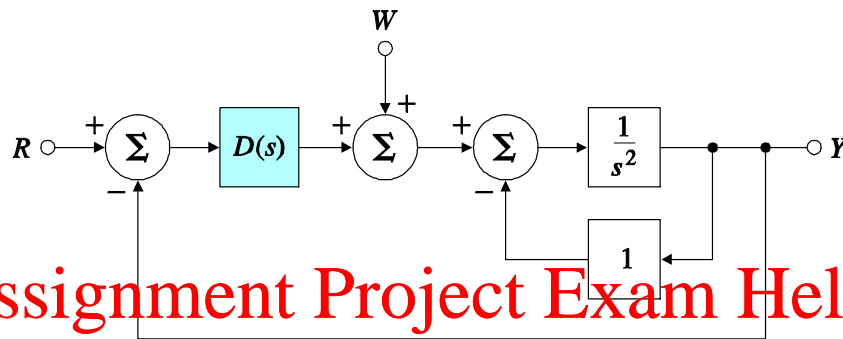 W
+
+ + +
R Σ D(s) Σ Σ 1/s² Y
− −
1
ssignment Project Exam Hel